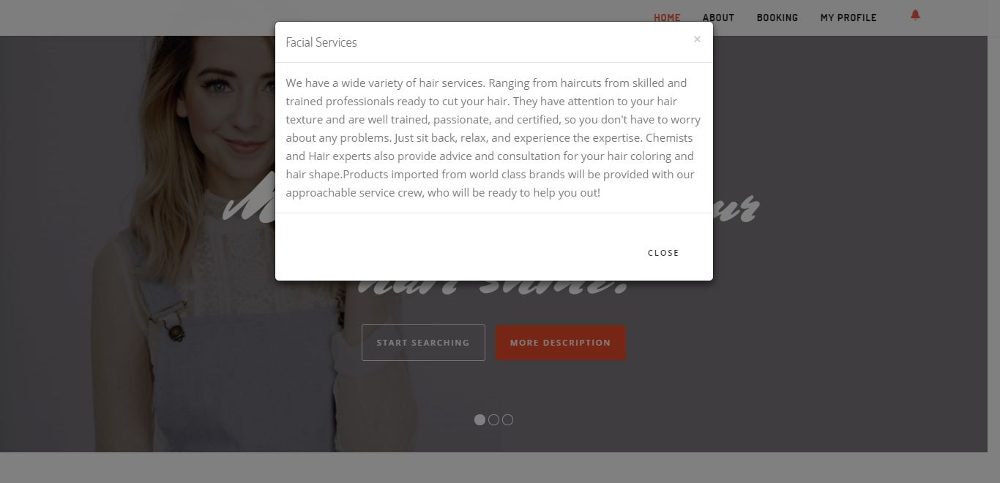 HOME ABOUT BOOKING MY PROFILE
Facial Services ×
We have a wide variety of hair services. Ranging from haircuts from skilled and
trained professionals ready to cut your hair. They have attention to your hair
texture and are well trained, passionate, and certified, so you don't have to worry
about any problems. Just sit back, relax, and experience the expertise. Chemists
and Hair experts also provide advice and consultation for your hair coloring and
hair shape.Products imported from world class brands will be provided with our
approachable service crew, who will be ready to help you out!
CLOSE
START SEARCHING MORE DESCRIPTION